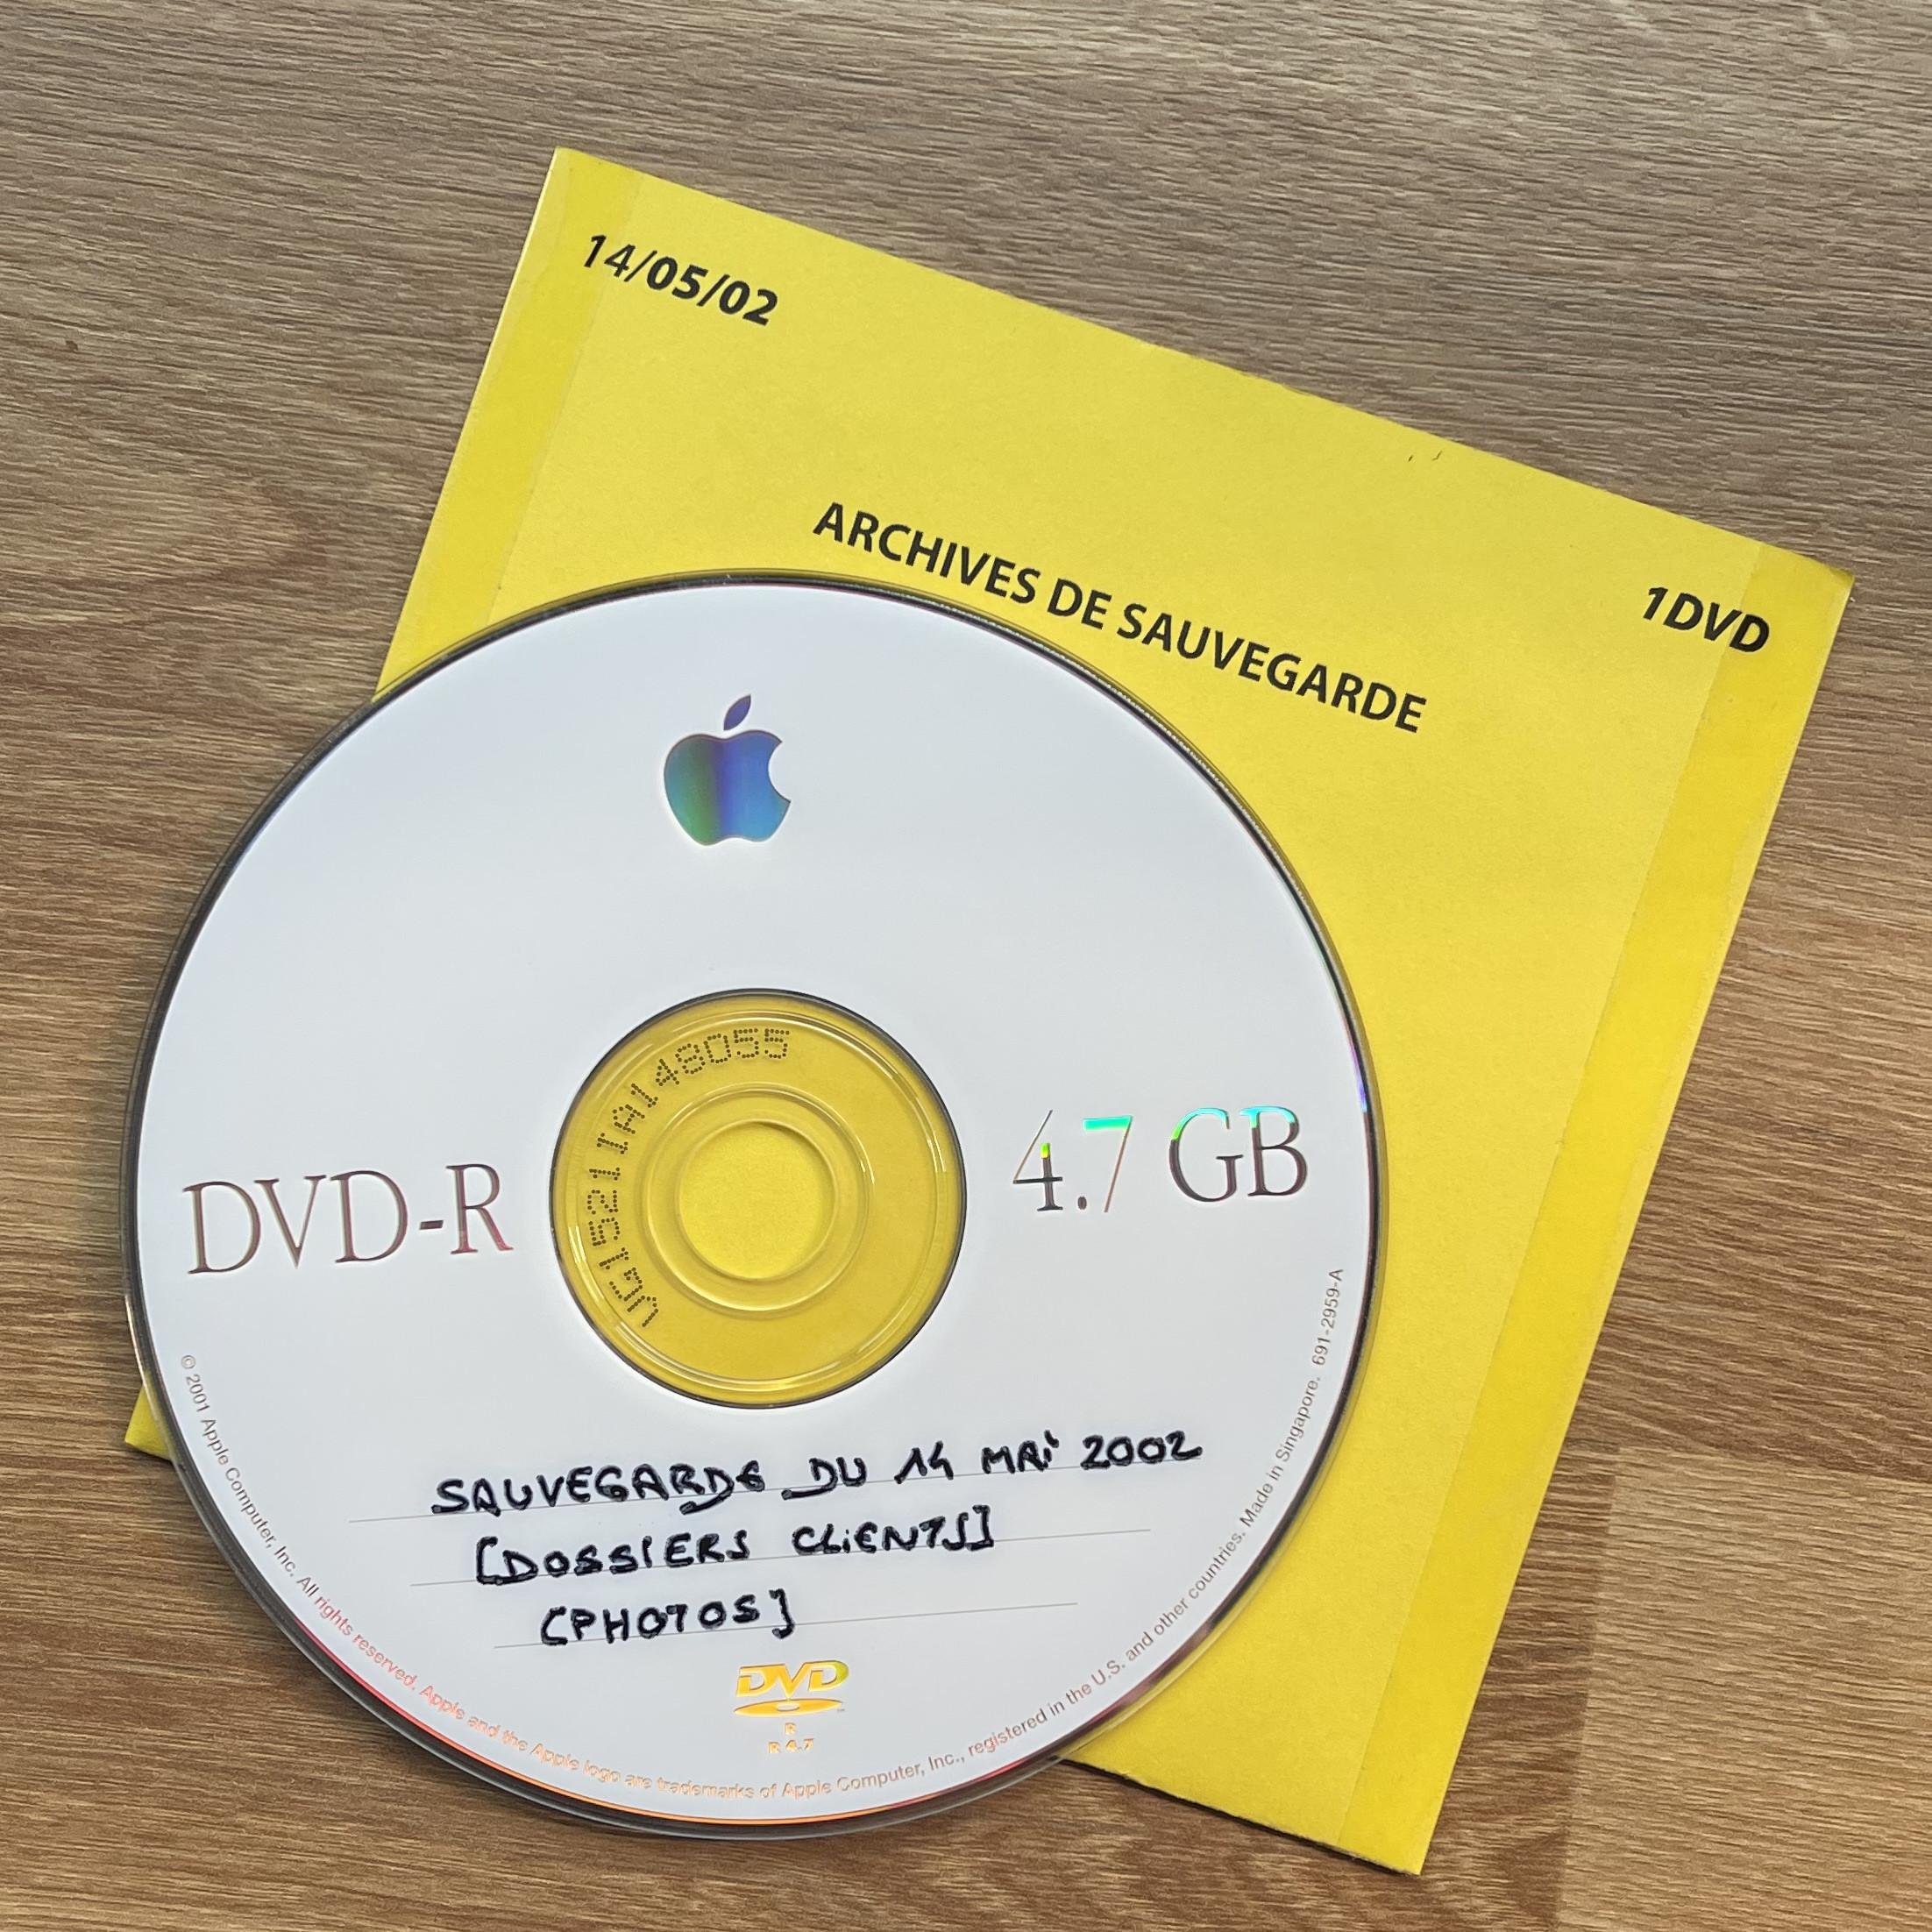 14/05/02
ARCHIVES DE SAUVEGARDE
1DVD
DVD-R
4.7 GB
VG1521IA148055
SAUVEGARDE DU 14 MAi 2002
[DOSSIERS CLiENTS]
[PHOTOS]
DVD
R
R 4.7
© 2001 Apple Computer, Inc. All rights reserved. Apple and the Apple logo are trademarks of Apple Computer, Inc., registered in the U.S. and other countries. Made in Singapore. 691-2959-A